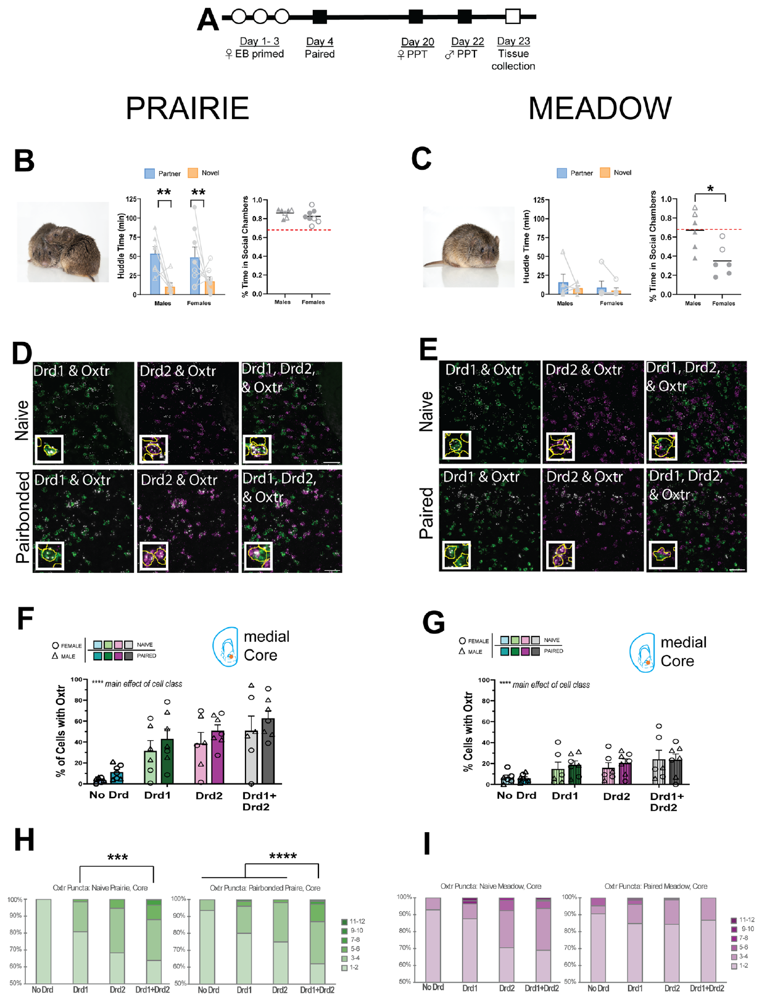 A
Day 1- 3
♀ EB primed
Day 4
Paired
Day 20
♀ PPT
Day 22
♂ PPT
Day 23
Tissue
collection
PRAIRIE
MEADOW
B
Partner
Novel
**
**
Huddle Time (min)
125
100
75
50
25
0
Males
Females
% Time in Social Chambers
1.0
0.8
0.6
0.4
0.2
0.0
Males
Females
C
Partner
Novel
Huddle Time (min)
125
100
75
50
25
0
Males
Females
*
% Time in Social Chambers
1.0
0.8
0.6
0.4
0.2
0.0
Males
Females
D
Naive
Drd1 & Oxtr
Drd2 & Oxtr
Drd1, Drd2,
& Oxtr
Pairbonded
Drd1 & Oxtr
Drd2 & Oxtr
Drd1, Drd2,
& Oxtr
E
Naive
Drd1 & Oxtr
Drd2 & Oxtr
Drd1, Drd2,
& Oxtr
Paired
Drd1 & Oxtr
Drd2 & Oxtr
Drd1, Drd2,
& Oxtr
F
FEMALE
MALE
NAIVE
PAIRED
medial
Core
**** main effect of cell class
% of Cells with Oxtr
100
80
60
40
20
0
No Drd
Drd1
Drd2
Drd1+
Drd2
G
FEMALE
MALE
NAIVE
PAIRED
medial
Core
**** main effect of cell class
% Cells with Oxtr
100
80
60
40
20
0
No Drd
Drd1
Drd2
Drd1+
Drd2
H
***
Oxtr Puncta: Naive Prairie, Core
100%
90%
80%
70%
60%
50%
No Drd
Drd1
Drd2
Drd1+Drd2
****
Oxtr Puncta: Pairbonded Praire, Core
100%
90%
80%
70%
60%
50%
No Drd
Drd1
Drd2
Drd1+Drd2
11-12
9-10
7-8
5-6
3-4
1-2
I
Oxtr Puncta: Naive Meadow, Core
100%
90%
80%
70%
60%
50%
No Drd
Drd1
Drd2
Drd1+Drd2
Oxtr Puncta: Paired Meadow, Core
100%
90%
80%
70%
60%
50%
No Drd
Drd1
Drd2
Drd1+Drd2
11-12
9-10
7-8
5-6
3-4
1-2